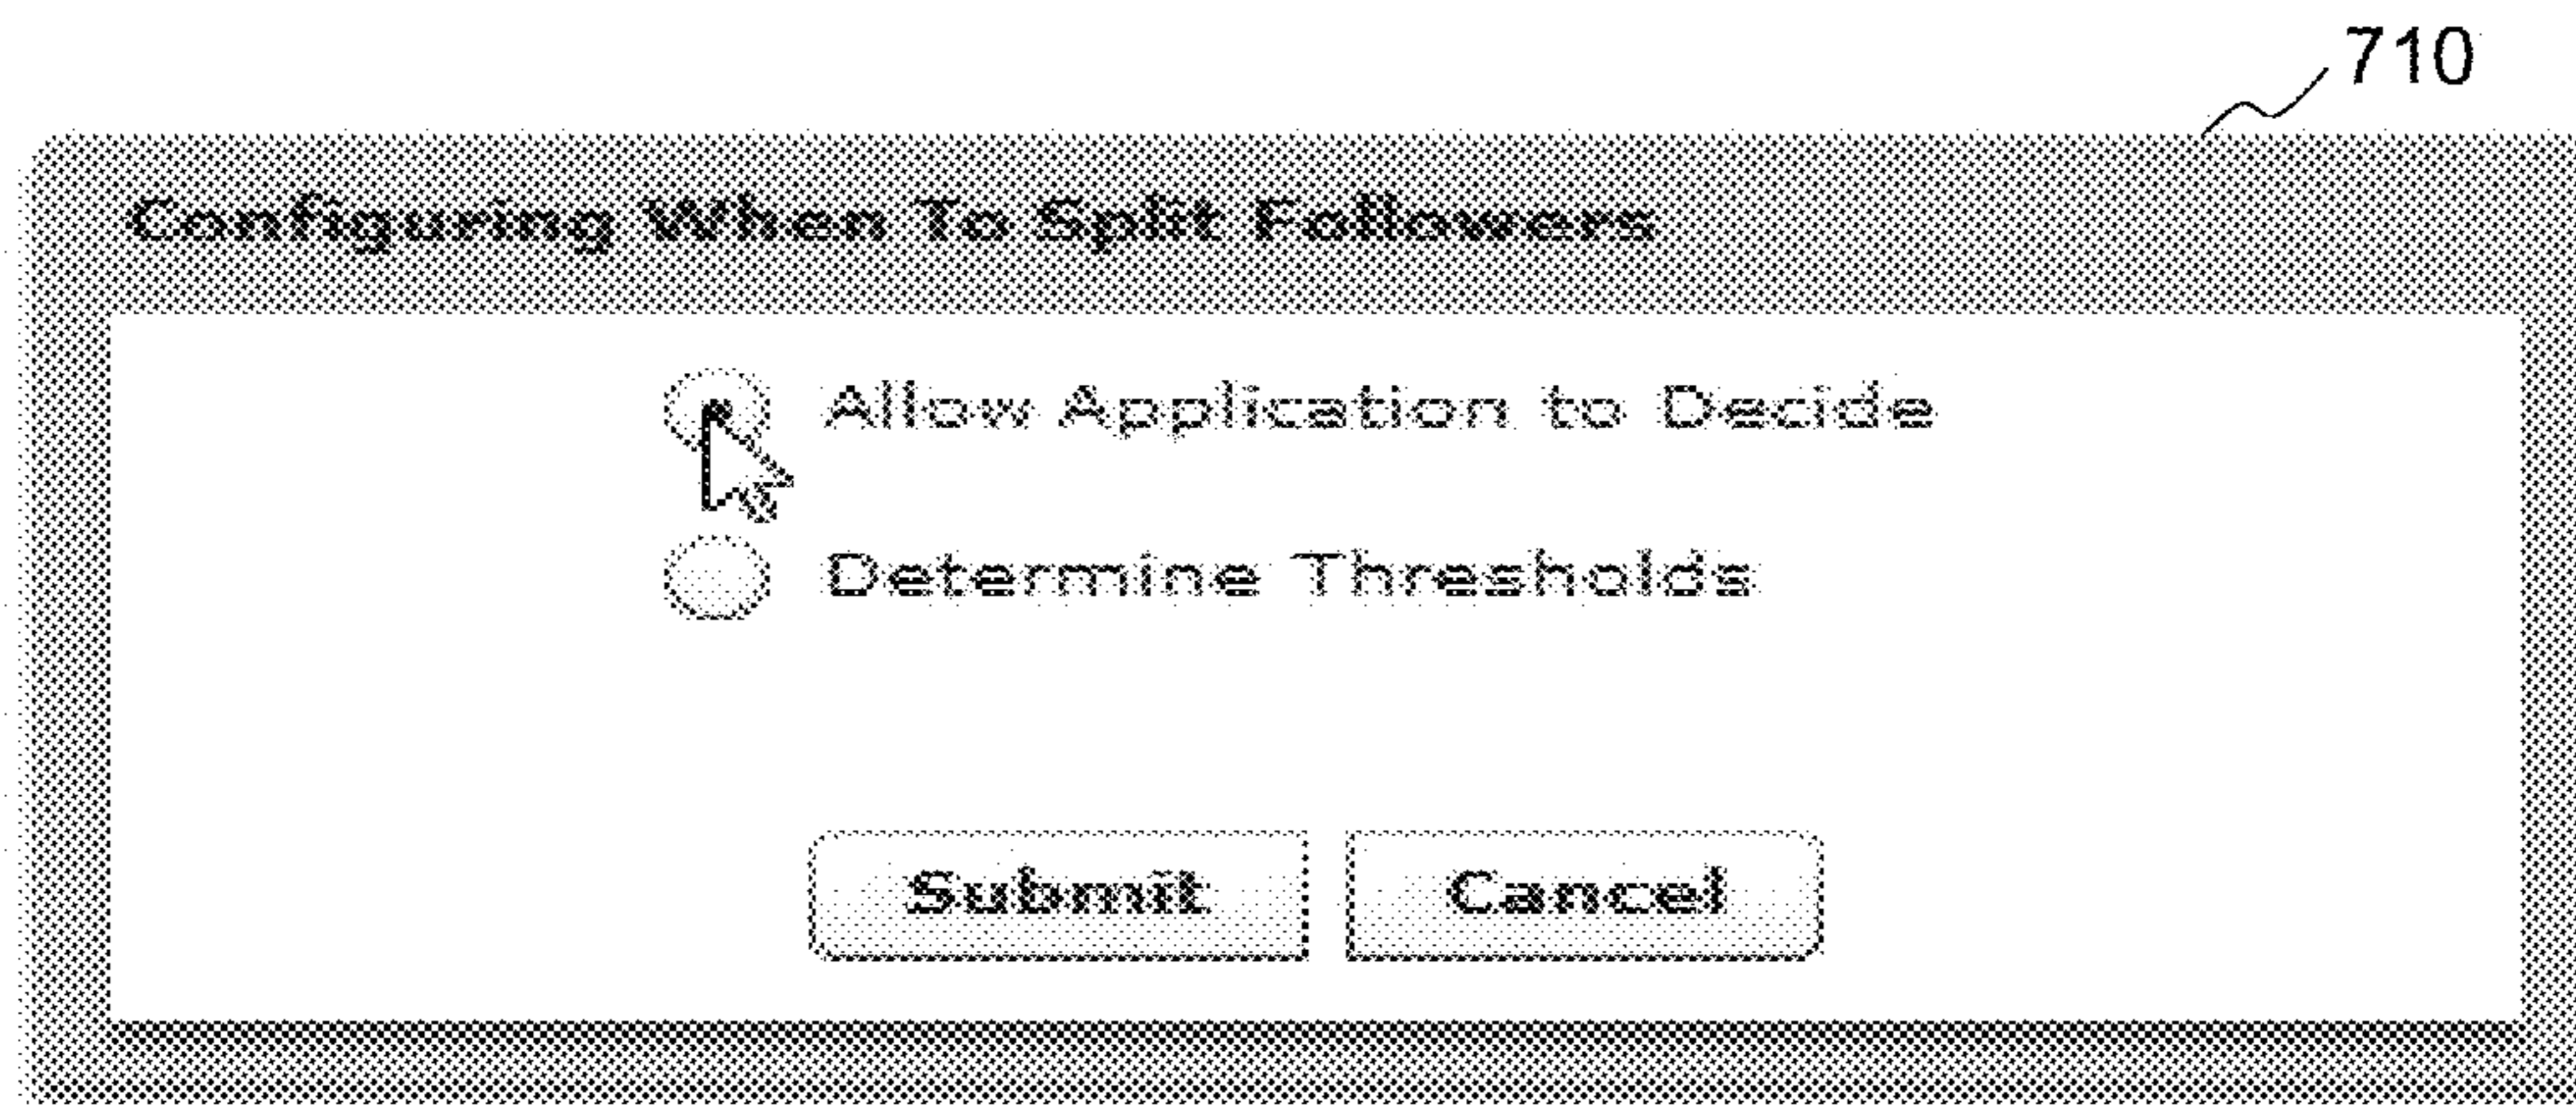 710
Configuring When To Split Followers
Allow Application to Decide
Determine Thresholds
Submit Cancel